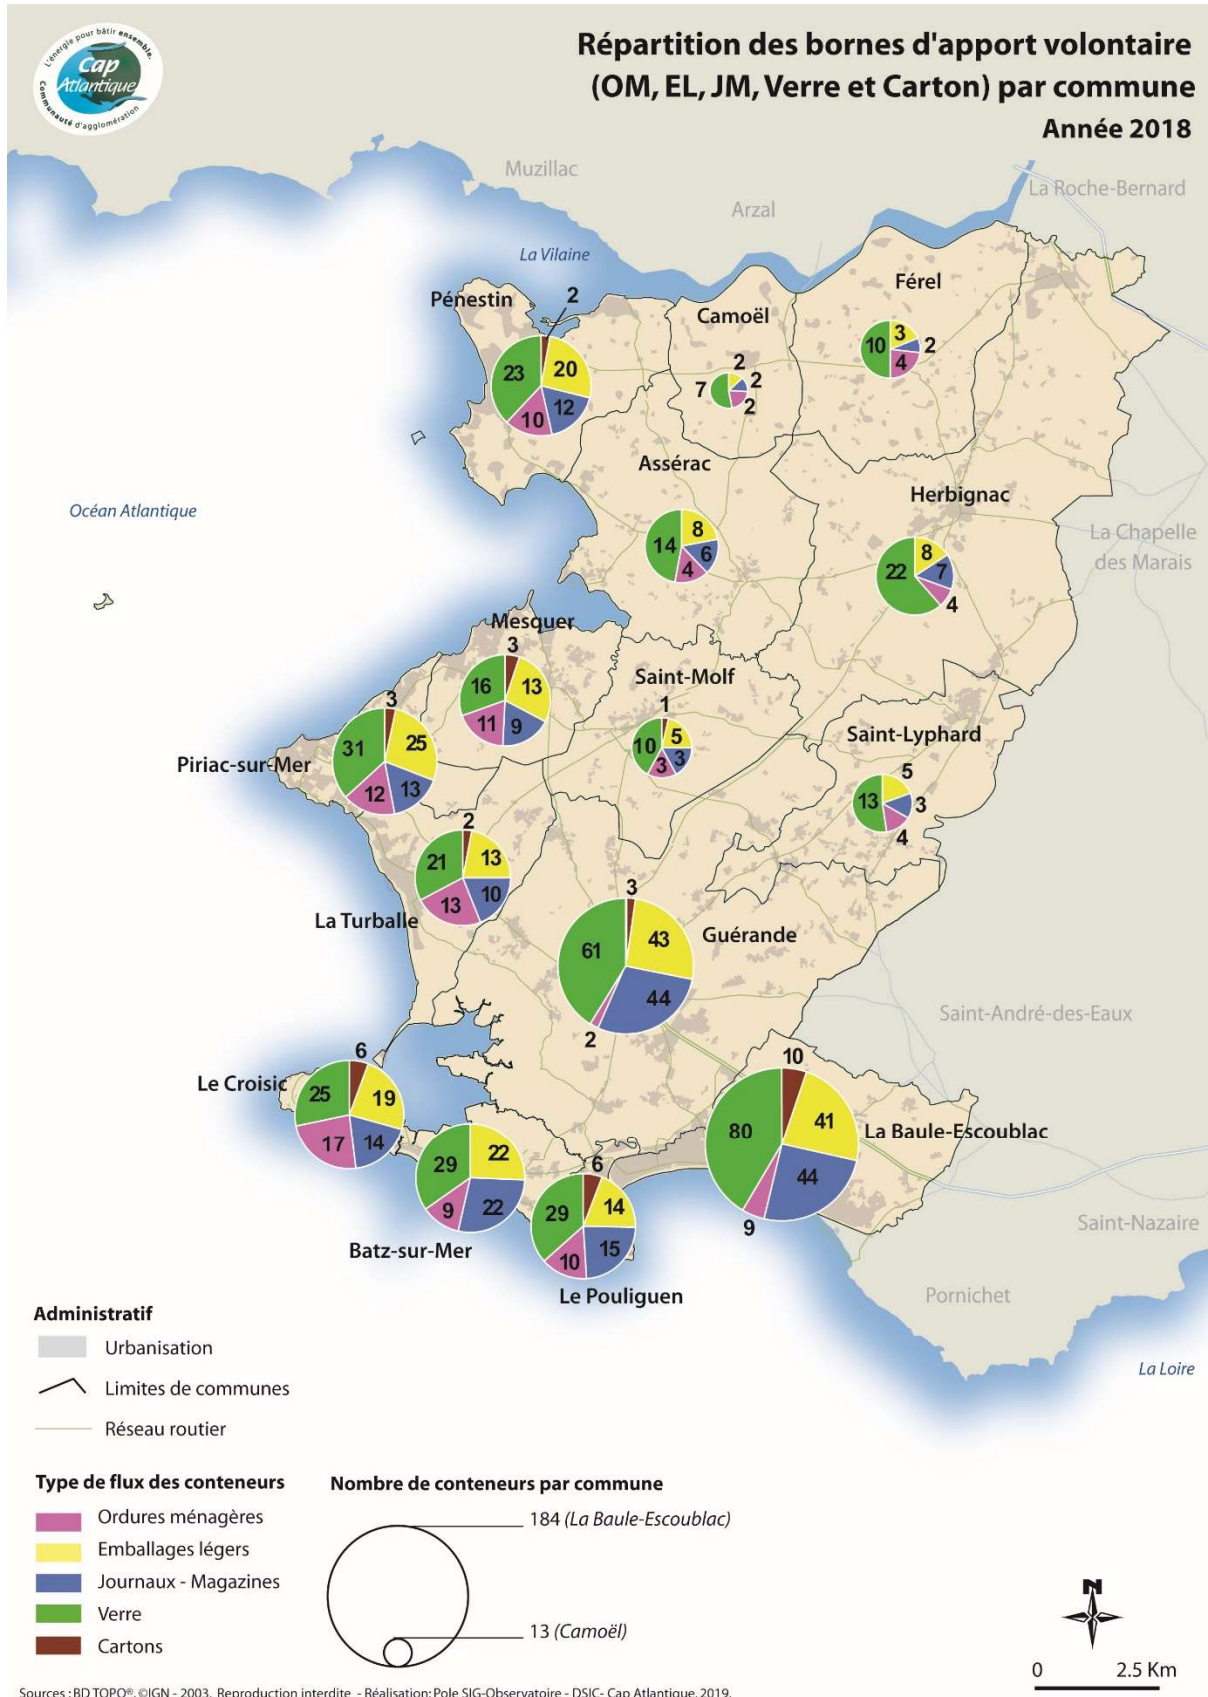 L'énergie pour bâtir ensemble.
Cap
Atlantique
Communauté d'agglomération
Répartition des bornes d'apport volontaire
(OM, EL, JM, Verre et Carton) par commune
Année 2018
Muzillac
Arzal
La Roche-Bernard
La Vilaine
Pénestin
2
23
20
10
12
Camoël
2
7
2
2
Férel
10
3
2
4
Assérac
14
8
6
4
Herbignac
22
8
7
4
La Chapelle
des Marais
Océan Atlantique
Mesquer
3
16
13
11
9
Saint-Molf
1
10
5
3
3
Saint-Lyphard
5
13
3
4
Piriac-sur-Mer
3
31
25
12
13
La Turballe
2
21
13
13
10
Guérande
3
61
43
44
2
Saint-André-des-Eaux
Le Croisic
6
25
19
17
14
Batz-sur-Mer
29
22
9
22
Le Pouliguen
6
29
14
10
15
La Baule-Escoublac
10
80
41
44
9
Saint-Nazaire
Pornichet
La Loire
Administratif
Urbanisation
Limites de communes
Réseau routier
Type de flux des conteneurs
Ordures ménagères
Emballages légers
Journaux - Magazines
Verre
Cartons
Nombre de conteneurs par commune
184 (La Baule-Escoublac)
13 (Camoël)
N
0 2.5 Km
Sources : BD TOPO®, ©IGN - 2003, Reproduction interdite - Réalisation: Pole SIG-Observatoire - DSIC- Cap Atlantique, 2019.